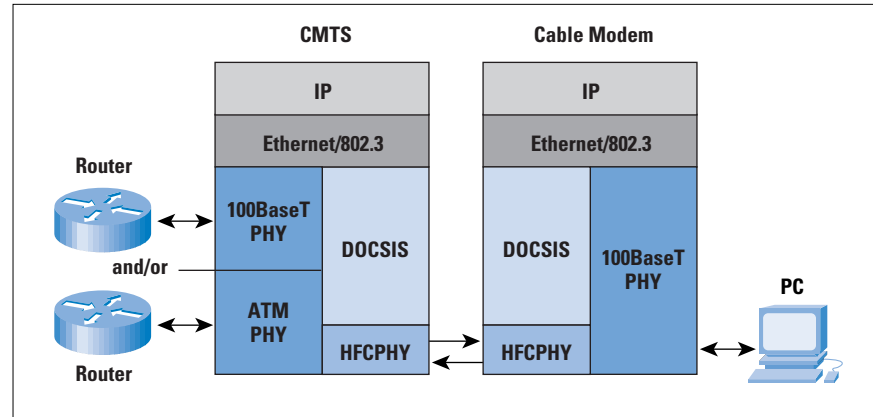 CMTS
Cable Modem
IP
IP
Ethernet/802.3
Ethernet/802.3
Router
100BaseT
PHY
DOCSIS
DOCSIS
100BaseT
PHY
and/or
PC
ATM
PHY
HFCPHY
HFCPHY
Router